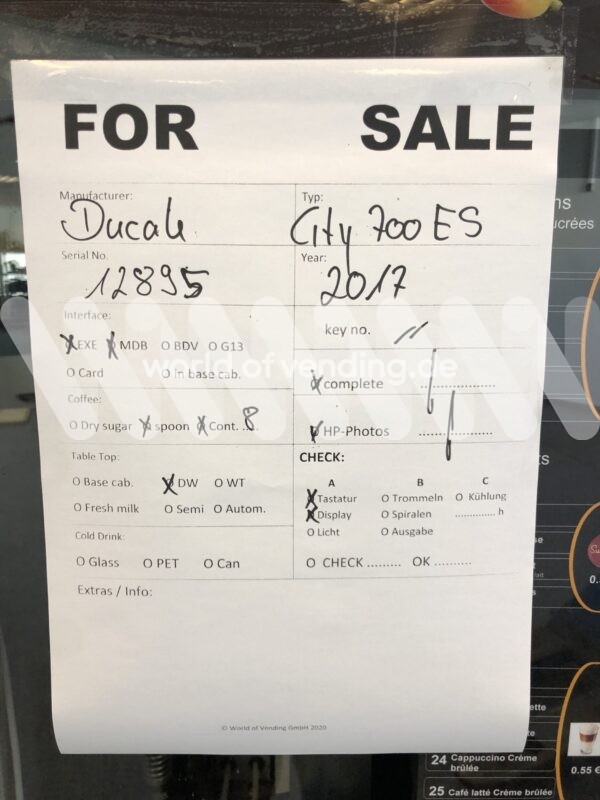 FOR SALE
Manufacturer: Typ:
Ducale City 700 ES
Serial No. Year:
12895 2017
Interface: key no. //
X EXE X MDB O BDV O G13
world of vending.de
O Card O in base cab. X complete ................
Coffee:
O Dry sugar X spoon X Cont. 8 X HP-Photos ................
Table Top: CHECK:
O Base cab. X DW O WT A B C
X Tastatur O Trommeln O Kühlung
O Fresh milk O Semi O Autom. X Display O Spiralen ............. h
Cold Drink: O Licht O Ausgabe
O Glass O PET O Can O CHECK ......... OK ..........
Extras / Info:
© World of Vending GmbH 2020
ucrées
24 Cappuccino Crème
brûlée
0.55 €
25 Café latté Crème brûlée